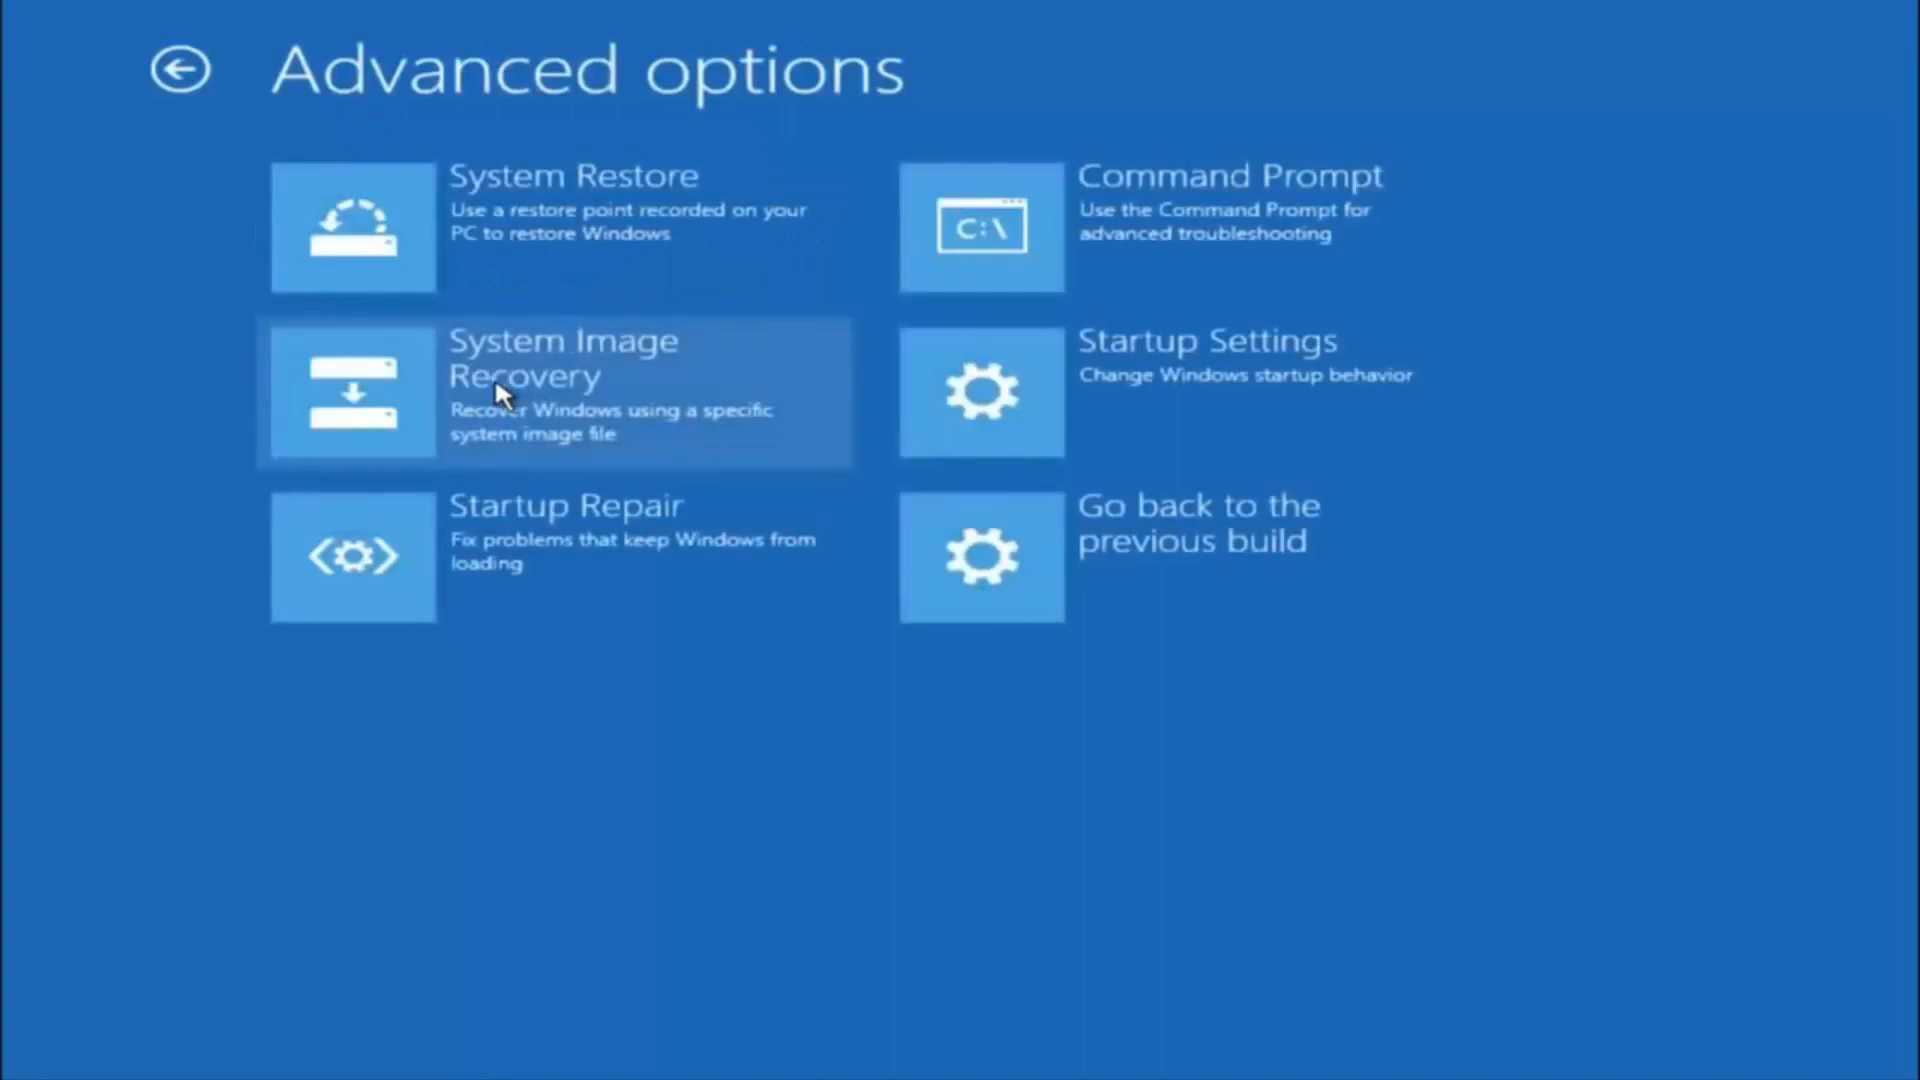 Advanced options
System Restore
Use a restore point recorded on your
PC to restore Windows
System Image
Recovery
Recover Windows using a specific
system image file
Startup Repair
Fix problems that keep Windows from
loading
Command Prompt
C:\
Use the Command Prompt for
advanced troubleshooting
Startup Settings
Change Windows startup behavior
Go back to the
previous build